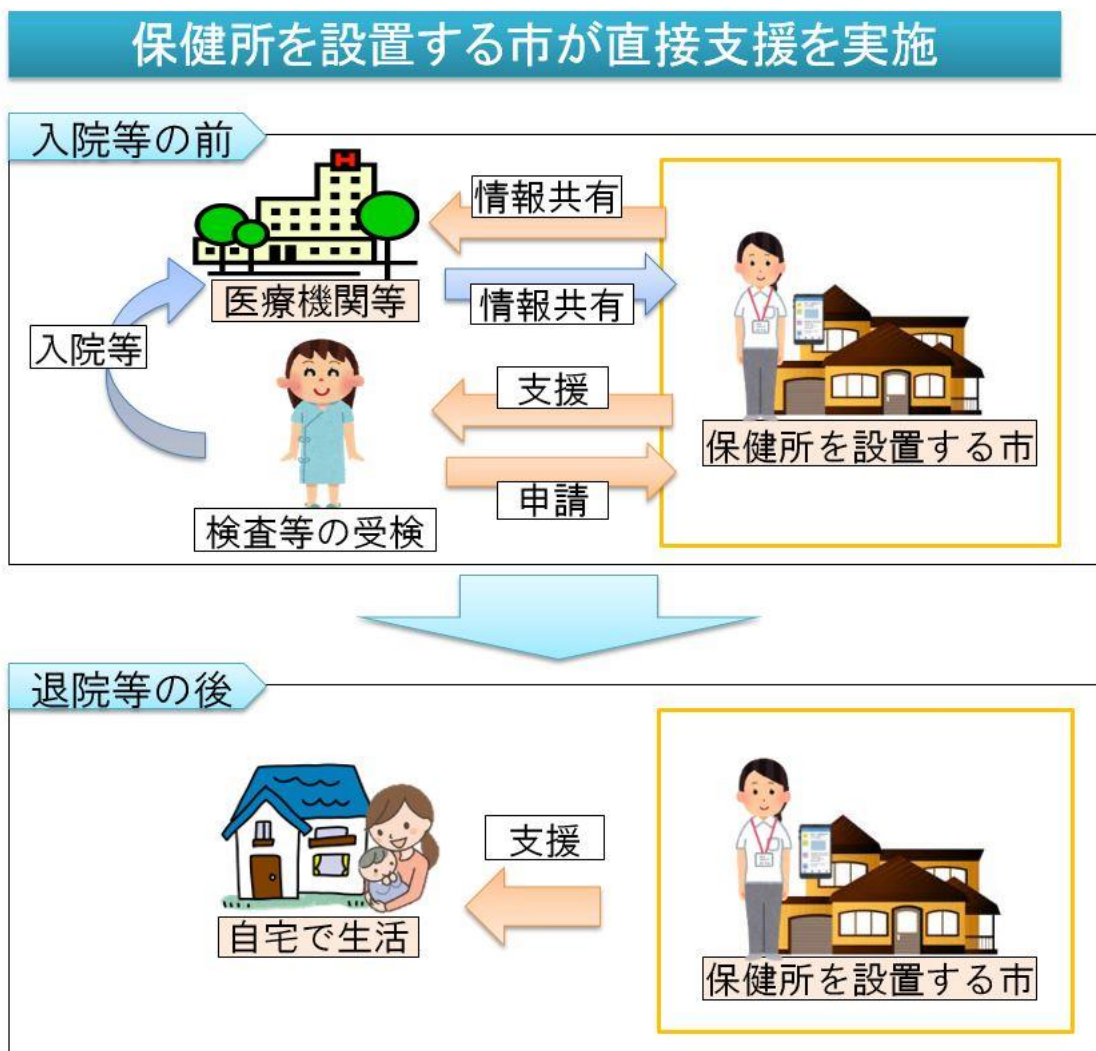 保健所を設置する市が直接支援を実施
入院等の前
H
情報共有
医療機関等
情報共有
入院等
支援
保健所を設置する市
申請
検査等の受検
退院等の後
支援
自宅で生活
保健所を設置する市